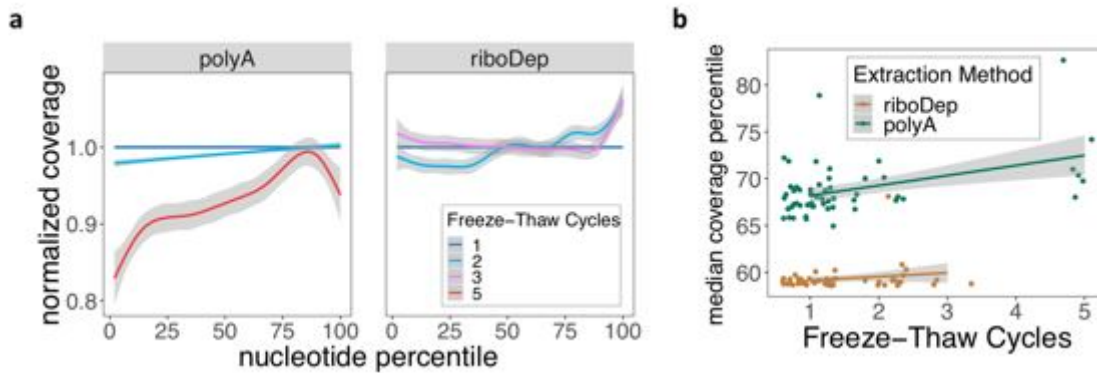 a
polyA
riboDep
normalized coverage
1.0
0.9
0.8
Freeze-Thaw Cycles
1
2
3
5
0 25 50 75 100
0 25 50 75 100
nucleotide percentile
b
median coverage percentile
80
75
70
65
60
Extraction Method
riboDep
polyA
1 2 3 4 5
Freeze-Thaw Cycles